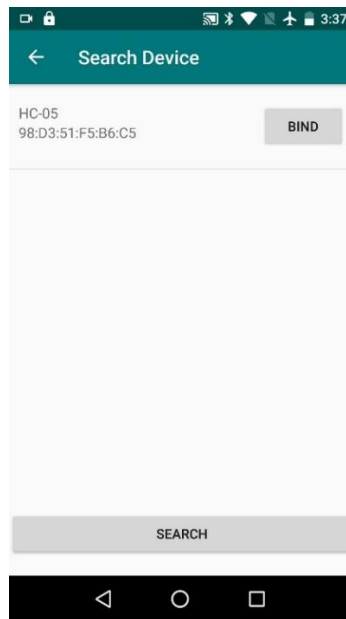 3:37
Search Device
HC-05
98:D3:51:F5:B6:C5
BIND
SEARCH